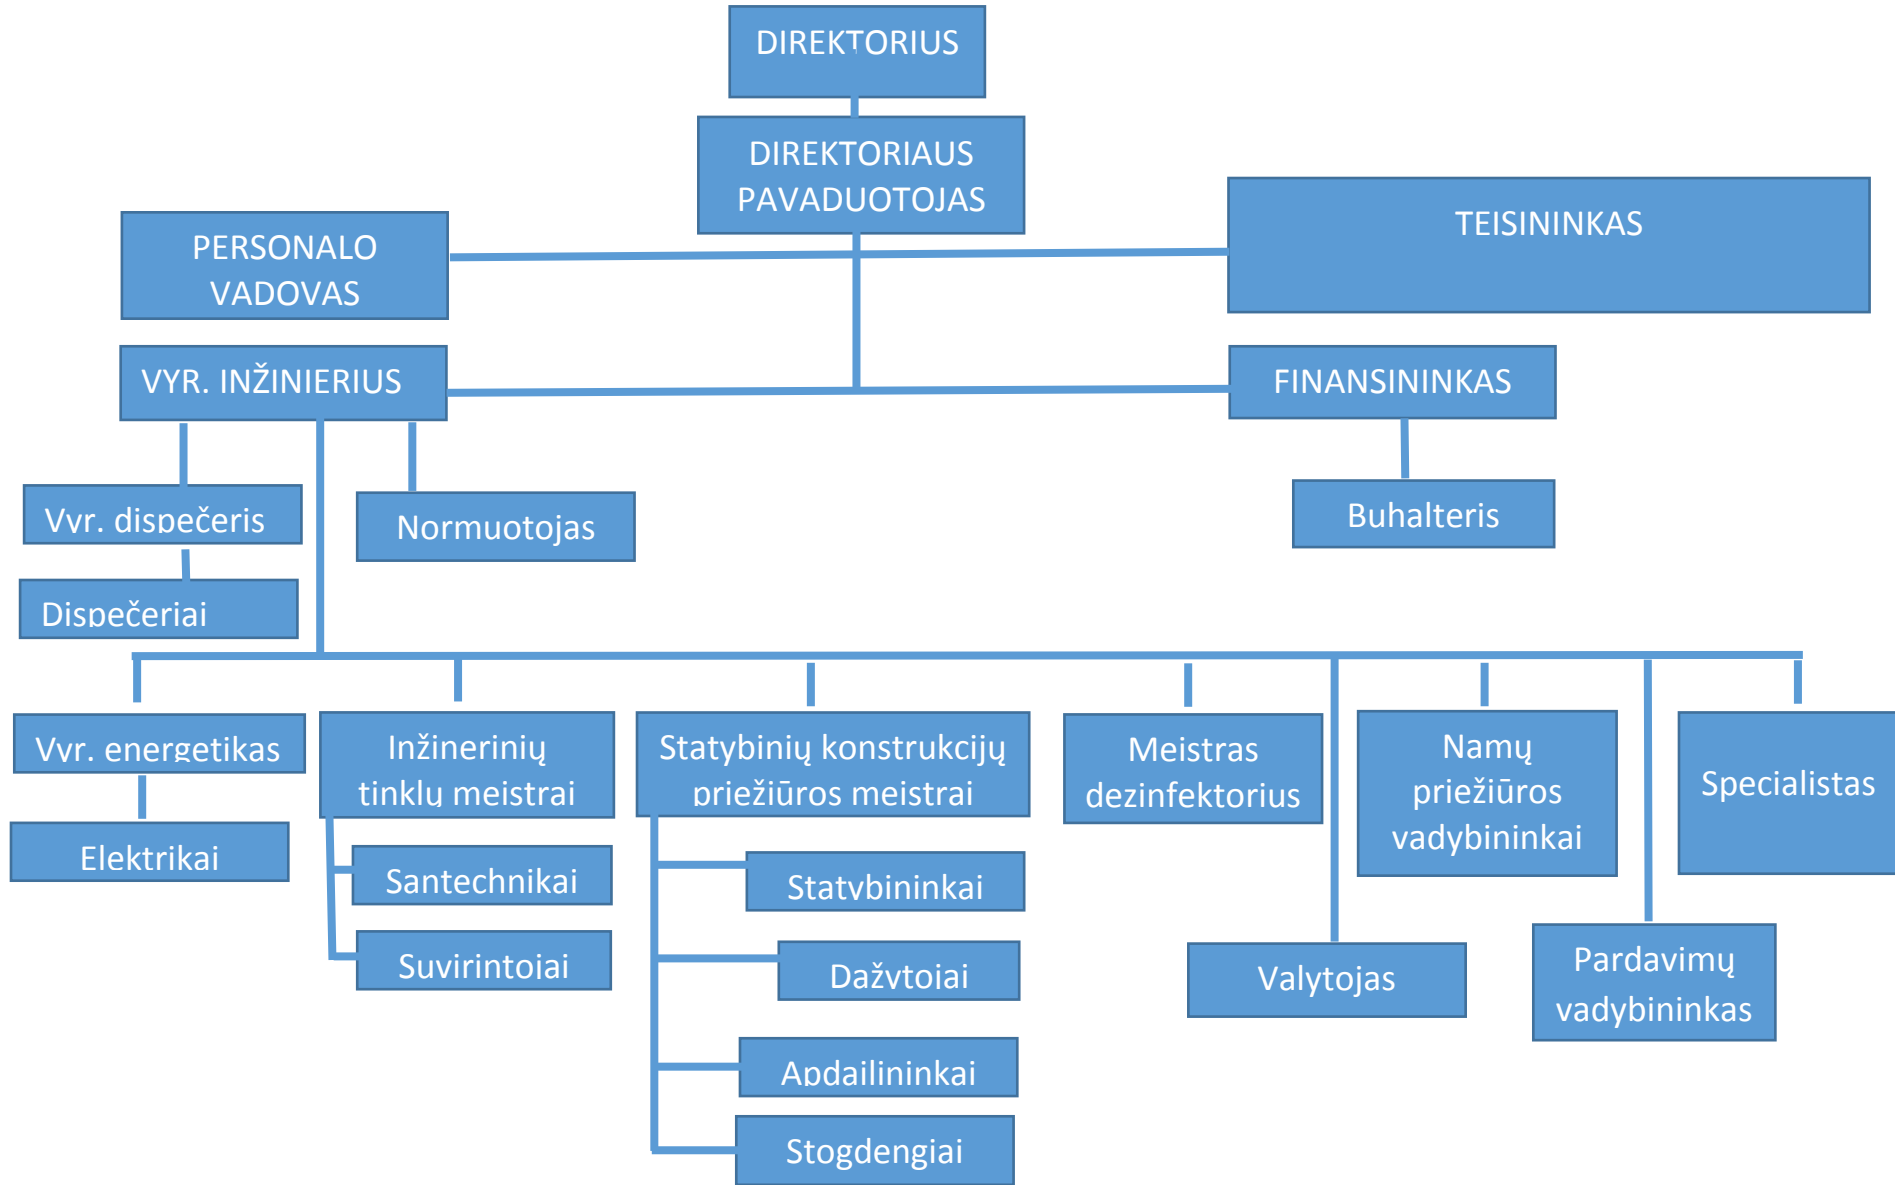 DIREKTORIUS
DIREKTORIAUS
PAVADUOTOJAS
PERSONALO
VADOVAS
TEISININKAS
VYR. INŽINIERIUS
FINANSININKAS
Vyr. dispečeris
Normuotojas
Buhalteris
Dispečeriai
Vyr. energetikas
Inžinerinių
tinklų meistrai
Statybinių konstrukcijų
priežiūros meistrai
Meistras
dezinfektorius
Namų
priežiūros
vadybininkai
Specialistas
Elektrikai
Santechnikai
Suvirintojai
Statybininkai
Dažytojai
Apdailininkai
Stogdengiai
Valytojas
Pardavimų
vadybininkas